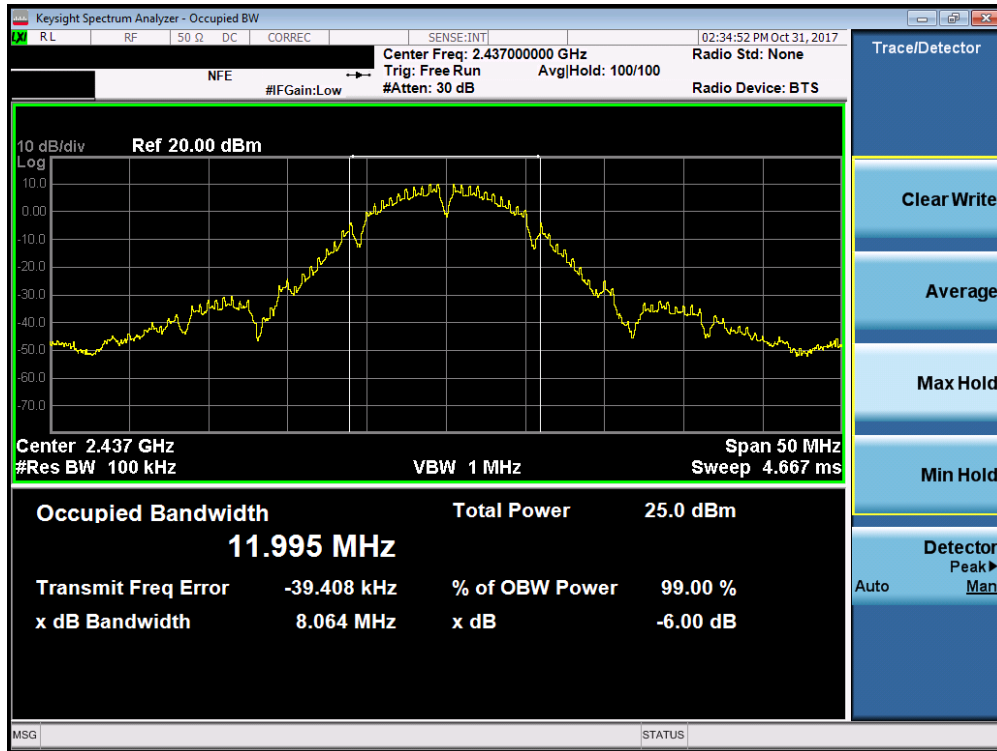 Keysight Spectrum Analyzer - Occupied BW
LXI RL RF 50 Ω DC CORREC SENSE:INT 02:34:52 PM Oct 31, 2017
Center Freq: 2.437000000 GHz Radio Std: None
NFE Trig: Free Run Avg|Hold: 100/100
#IFGain:Low #Atten: 30 dB Radio Device: BTS
Trace/Detector
10 dB/div Ref 20.00 dBm
Log
10.0
0.00
-10.0
-20.0
-30.0
-40.0
-50.0
-60.0
-70.0
Center 2.437 GHz Span 50 MHz
#Res BW 100 kHz VBW 1 MHz Sweep 4.667 ms
Clear Write
Average
Max Hold
Min Hold
Detector
Peak▶
Auto Man
Occupied Bandwidth Total Power 25.0 dBm
11.995 MHz
Transmit Freq Error -39.408 kHz % of OBW Power 99.00 %
x dB Bandwidth 8.064 MHz x dB -6.00 dB
MSG STATUS